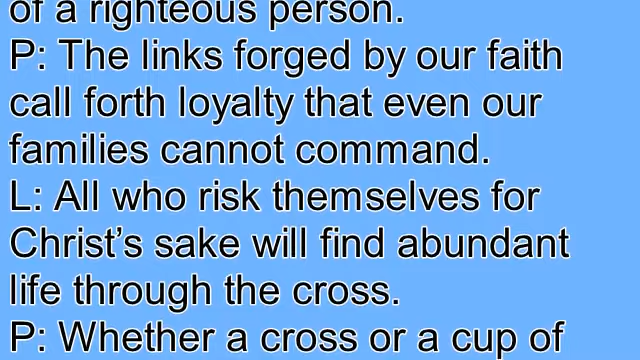 of a righteous person.
P: The links forged by our faith
call forth loyalty that even our
families cannot command.
L: All who risk themselves for
Christ’s sake will find abundant
life through the cross.
P: Whether a cross or a cup of